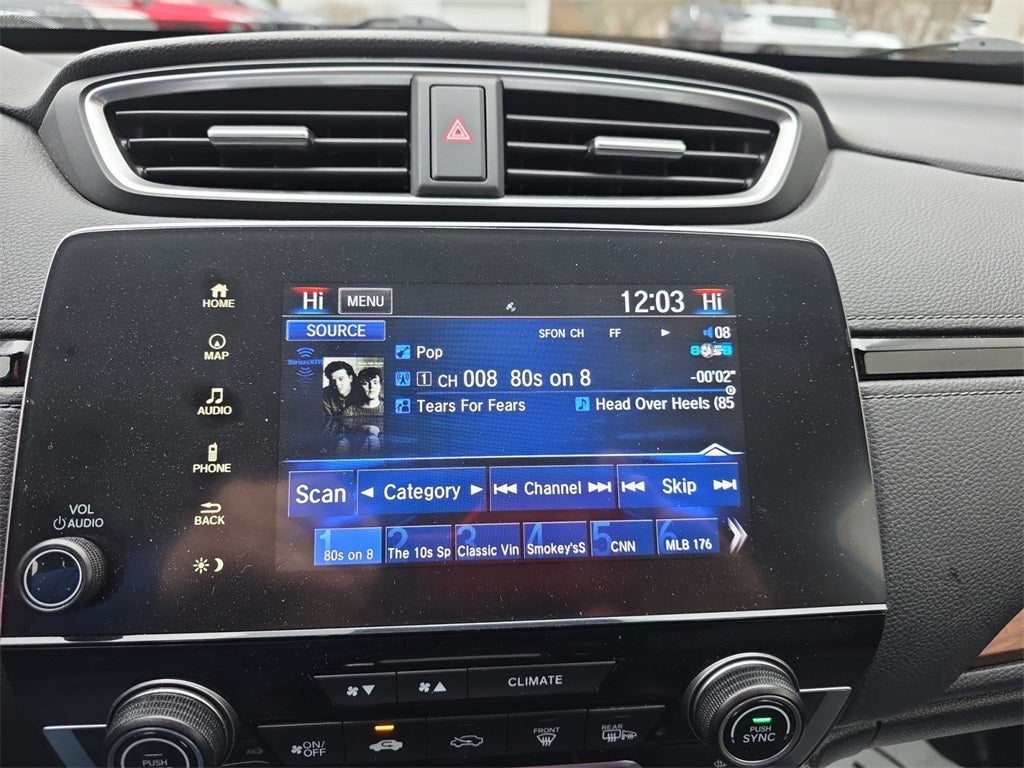 HOME
MAP
AUDIO
PHONE
BACK
VOL
AUDIO
Hi MENU 12:03 Hi
SOURCE SFON CH FF 08
SiriusXM Pop 80s8
1 CH 008 80s on 8 -00'02"
Tears For Fears Head Over Heels (85
Scan Category Channel Skip
1 80s on 8 2 The 10s Sp 3 Classic Vin 4 Smokey'sS 5 CNN 6 MLB 176
CLIMATE
PUSH ON/OFF FRONT REAR Hi PUSH SYNC